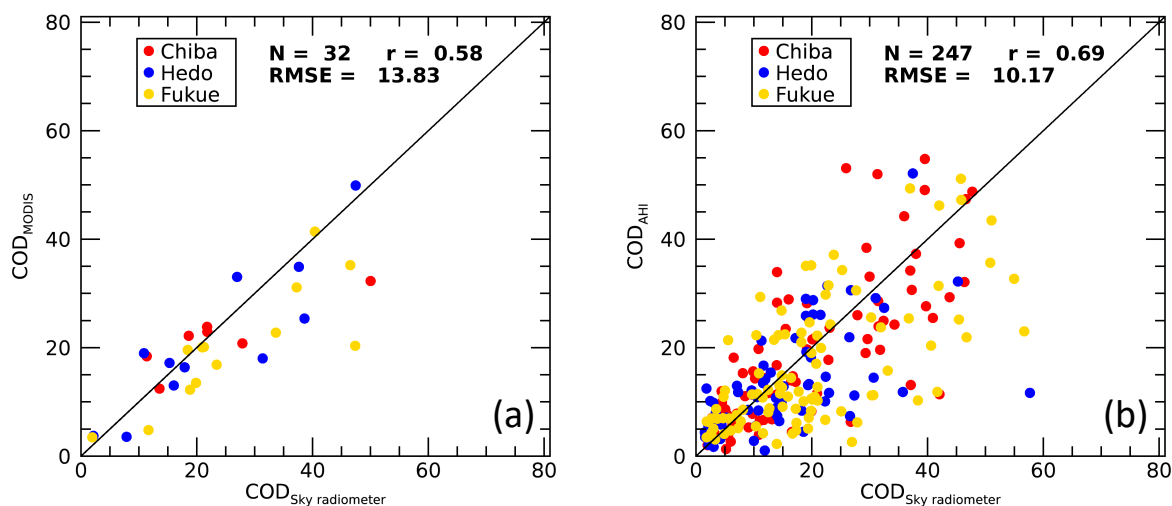 80
60
40
20
0
0 20 40 60 80
COD_MODIS
COD_Sky radiometer
Chiba
Hedo
Fukue
N = 32 r = 0.58
RMSE = 13.83
(a)
80
60
40
20
0
0 20 40 60 80
COD_AHI
COD_Sky radiometer
Chiba
Hedo
Fukue
N = 247 r = 0.69
RMSE = 10.17
(b)